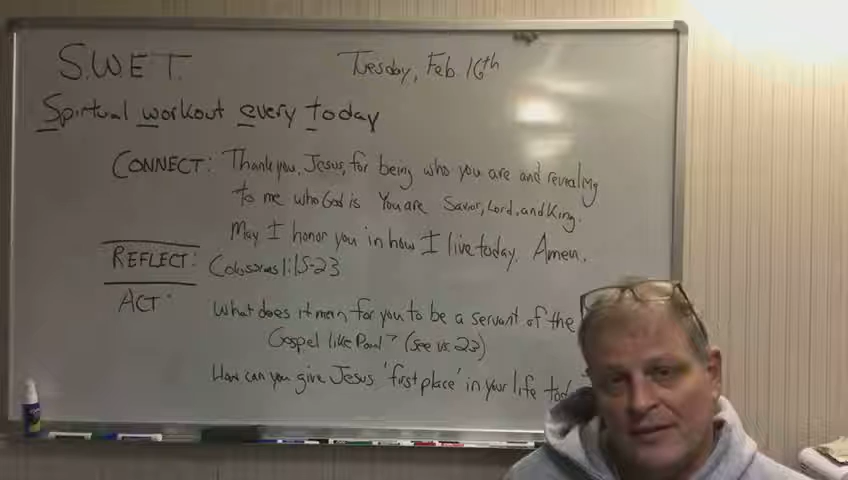 S.W.E.T.
Tuesday, Feb. 16th
Spirtual workout every today
CONNECT: Thank you, Jesus, for being who you are and revealing
to me who God is. You are Savior, Lord, and King.
May I honor you in how I live today. Amen.
REFLECT: Colossians 1:15-23
ACT:
What does it mean for you to be a servant of the
Gospel like Paul? (see vs. 23)
How can you give Jesus 'first place' in your life